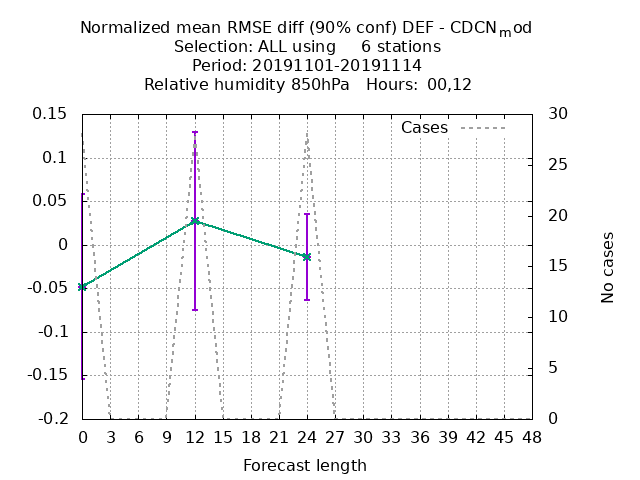 Normalized mean RMSE diff (90% conf) DEF - CDCNmod
Selection: ALL using 6 stations
Period: 20191101-20191114
Relative humidity 850hPa Hours: 00,12
Cases
0.15
0.1
0.05
0
-0.05
-0.1
-0.15
-0.2
30
25
20
15
10
5
0
No cases
0 3 6 9 12 15 18 21 24 27 30 33 36 39 42 45 48
Forecast length